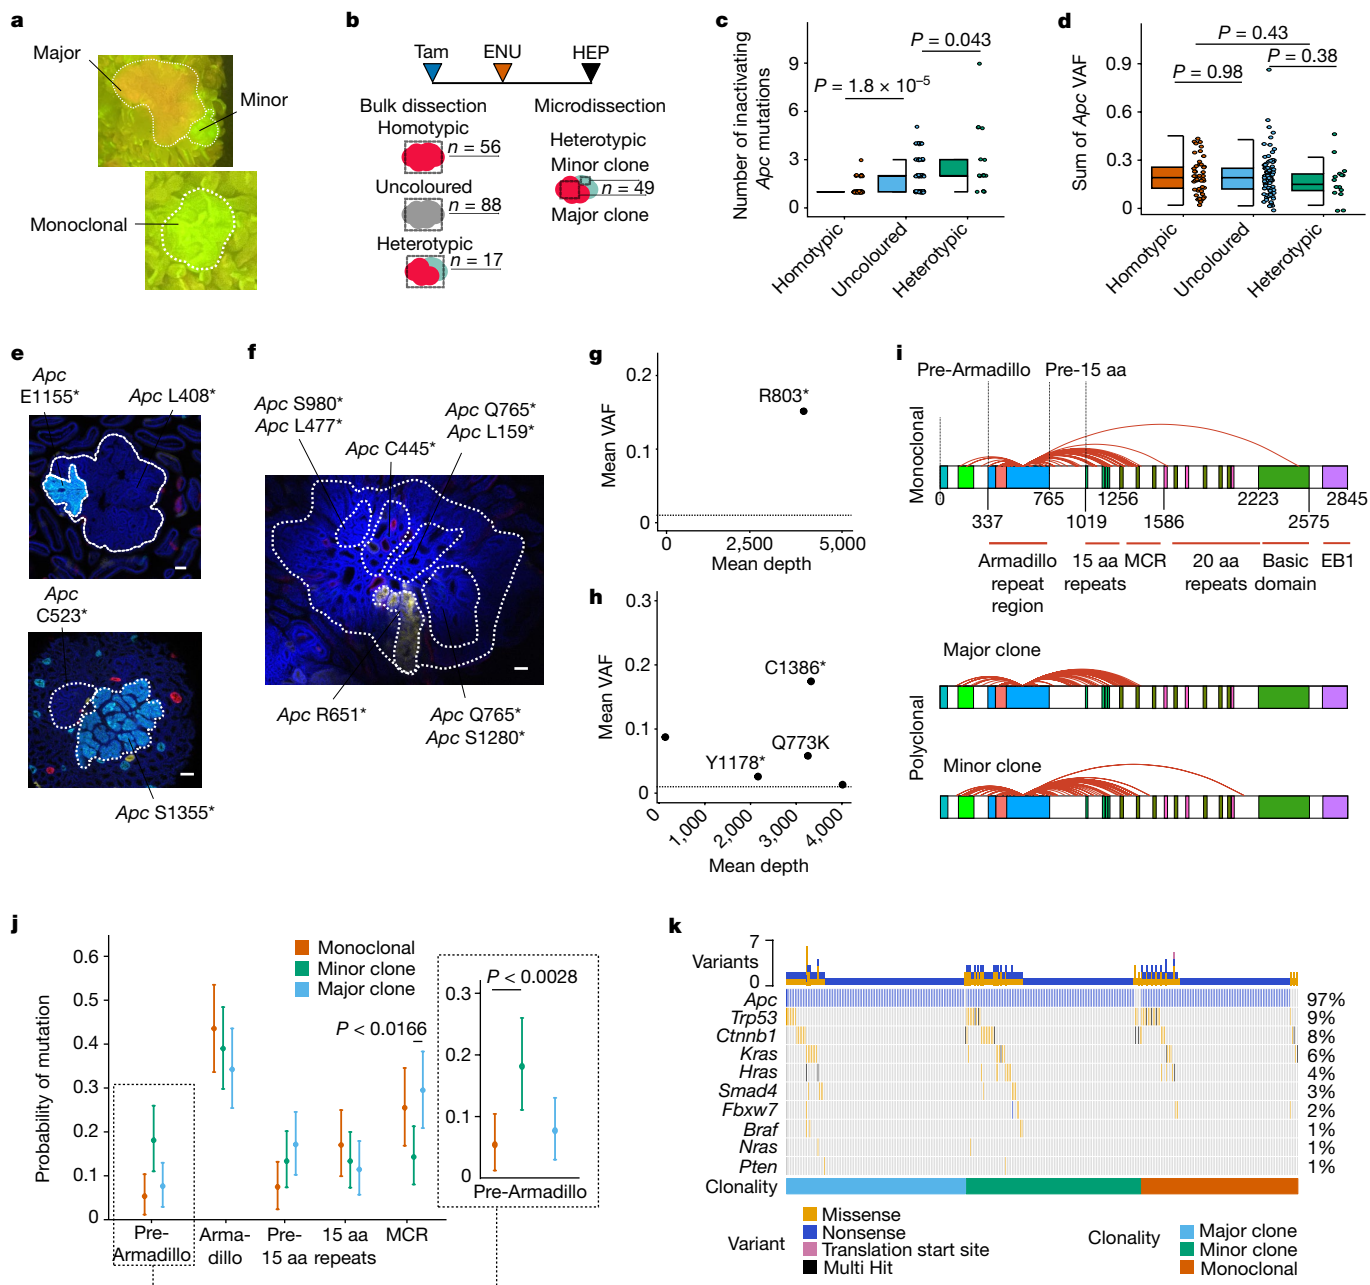 a
Major
Minor
Monoclonal
b
Tam
ENU
HEP
Bulk dissection
Microdissection
Homotypic
n = 56
Uncoloured
n = 88
Heterotypic
n = 17
Heterotypic
Minor clone
n = 49
Major clone
c
Number of inactivating
Apc mutations
9
6
3
0
P = 1.8 × 10⁻⁵
P = 0.043
Homotypic
Uncoloured
Heterotypic
d
Sum of Apc VAF
0.9
0.6
0.3
0
P = 0.43
P = 0.98
P = 0.38
Homotypic
Uncoloured
Heterotypic
e
Apc
E1155*
Apc L408*
Apc
C523*
Apc S1355*
f
Apc S980*
Apc L477*
Apc C445*
Apc Q765*
Apc L159*
Apc R651*
Apc Q765*
Apc S1280*
g
Mean VAF
0.2
0.1
0
R803*
0
2,500
5,000
Mean depth
h
Mean VAF
0.3
0.2
0.1
0
C1386*
Q773K
Y1178*
0
1,000
2,000
3,000
4,000
Mean depth
i
Monoclonal
Pre-Armadillo
Pre-15 aa
0
765
1256
2223
2845
337
1019
1586
2575
Armadillo
repeat
region
15 aa
repeats
MCR
20 aa
repeats
Basic
domain
EB1
Polyclonal
Major clone
Minor clone
j
Probability of mutation
0.6
0.5
0.4
0.3
0.2
0.1
0
Monoclonal
Minor clone
Major clone
P < 0.0166
Pre-
Armadillo
Arma-
dillo
Pre-
15 aa
15 aa
repeats
MCR
P < 0.0028
0.3
0.2
0.1
0
Pre-Armadillo
k
Variants
7
0
Apc 97%
Trp53 9%
Ctnnb1 8%
Kras 6%
Hras 4%
Smad4 3%
Fbxw7 2%
Braf 1%
Nras 1%
Pten 1%
Clonality
Variant
Missense
Nonsense
Translation start site
Multi Hit
Clonality
Major clone
Minor clone
Monoclonal